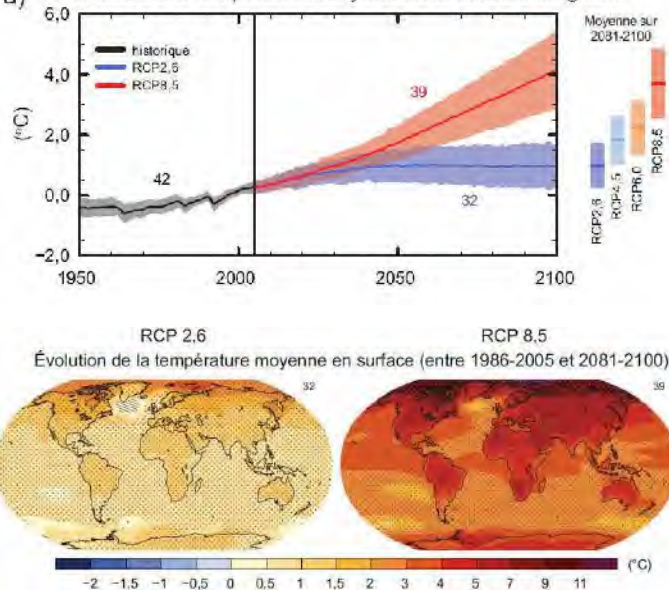 a)
6,0
4,0
2,0
0,0
−2,0
(°C)
historique
RCP2,6
RCP8,5
42
39
32
1950
2000
2050
2100
Moyenne sur
2081-2100
RCP2,6
RCP4,5
RCP6,0
RCP8,5
RCP 2,6
RCP 8,5
Évolution de la température moyenne en surface (entre 1986-2005 et 2081-2100)
32
39
−2 −1,5 −1 −0,5 0 0,5 1 1,5 2 3 4 5 7 9 11
(°C)